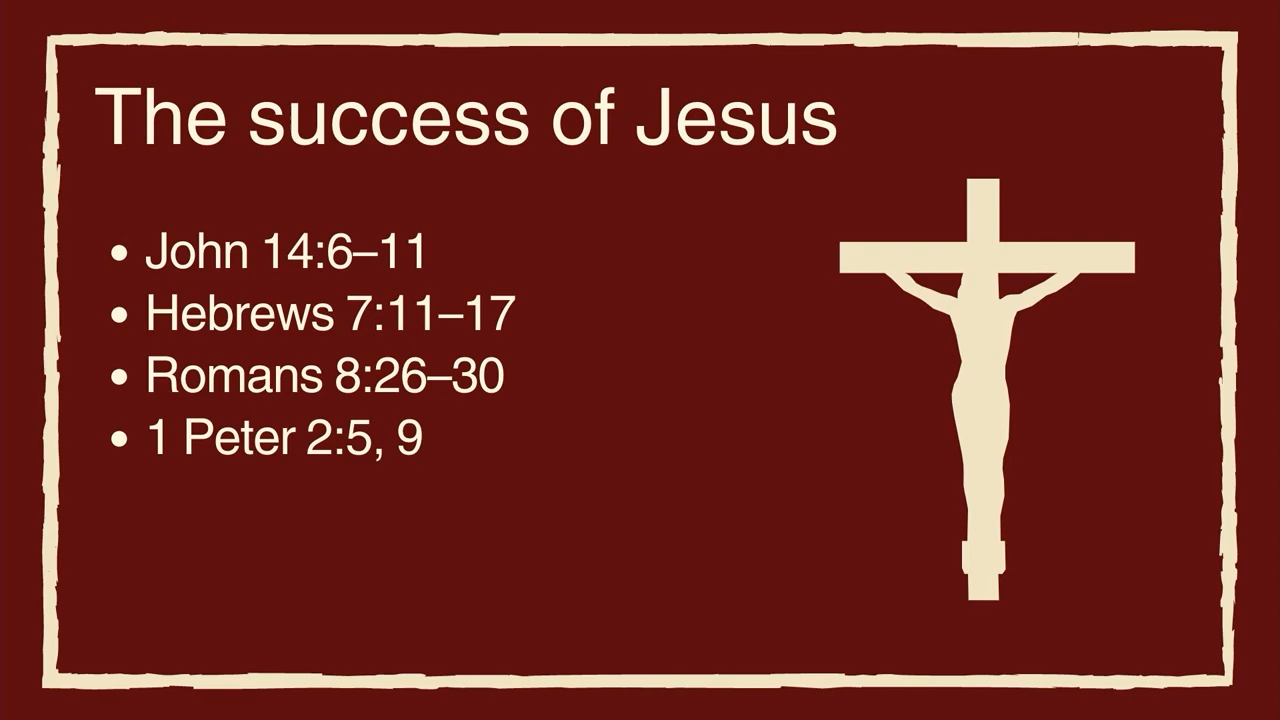 The success of Jesus
• John 14:6–11
• Hebrews 7:11–17
• Romans 8:26–30
• 1 Peter 2:5, 9